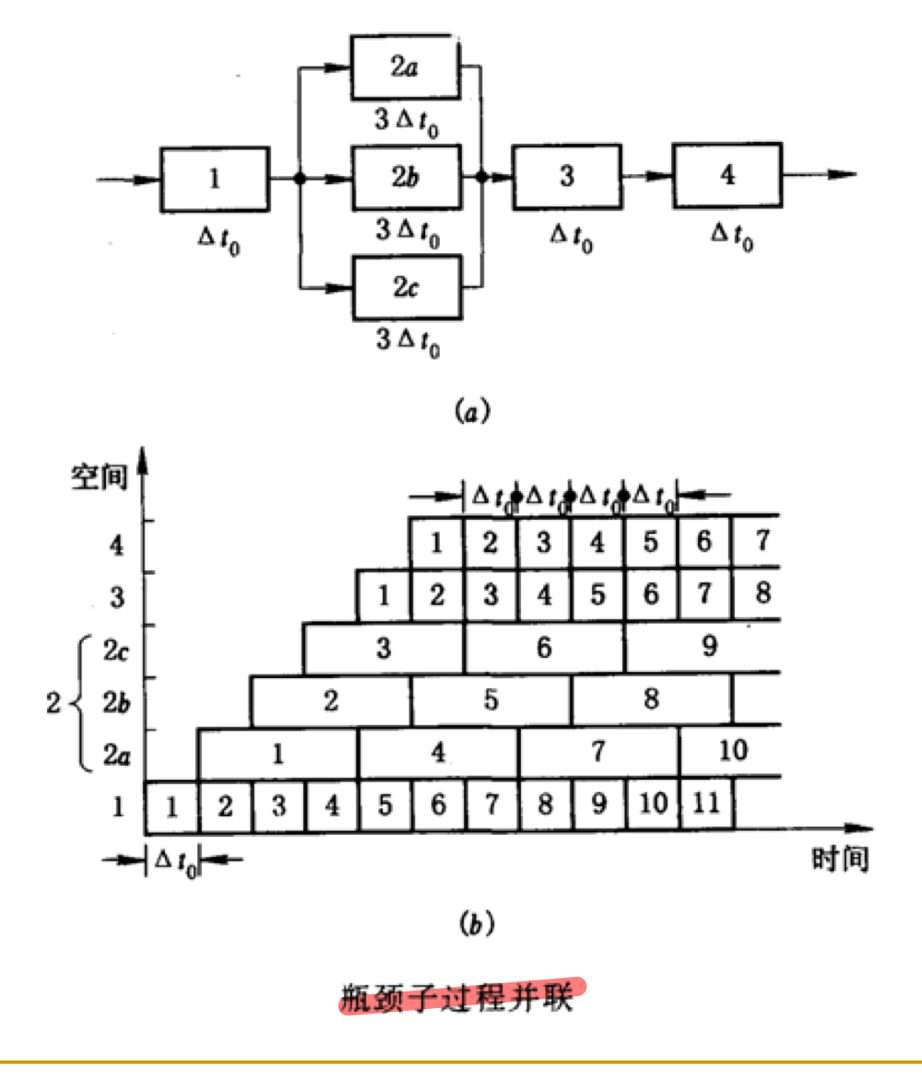 2a
3Δt₀
1
2b
3
4
Δt₀
3Δt₀
Δt₀
Δt₀
2c
3Δt₀
(a)
空间
Δt₀ Δt₀ Δt₀ Δt₀
4 1 2 3 4 5 6 7
3 1 2 3 4 5 6 7 8
2c 3 6 9
2 { 2b 2 5 8
2a 1 4 7 10
1 1 2 3 4 5 6 7 8 9 10 11
Δt₀
时间
(b)
瓶颈子过程并联